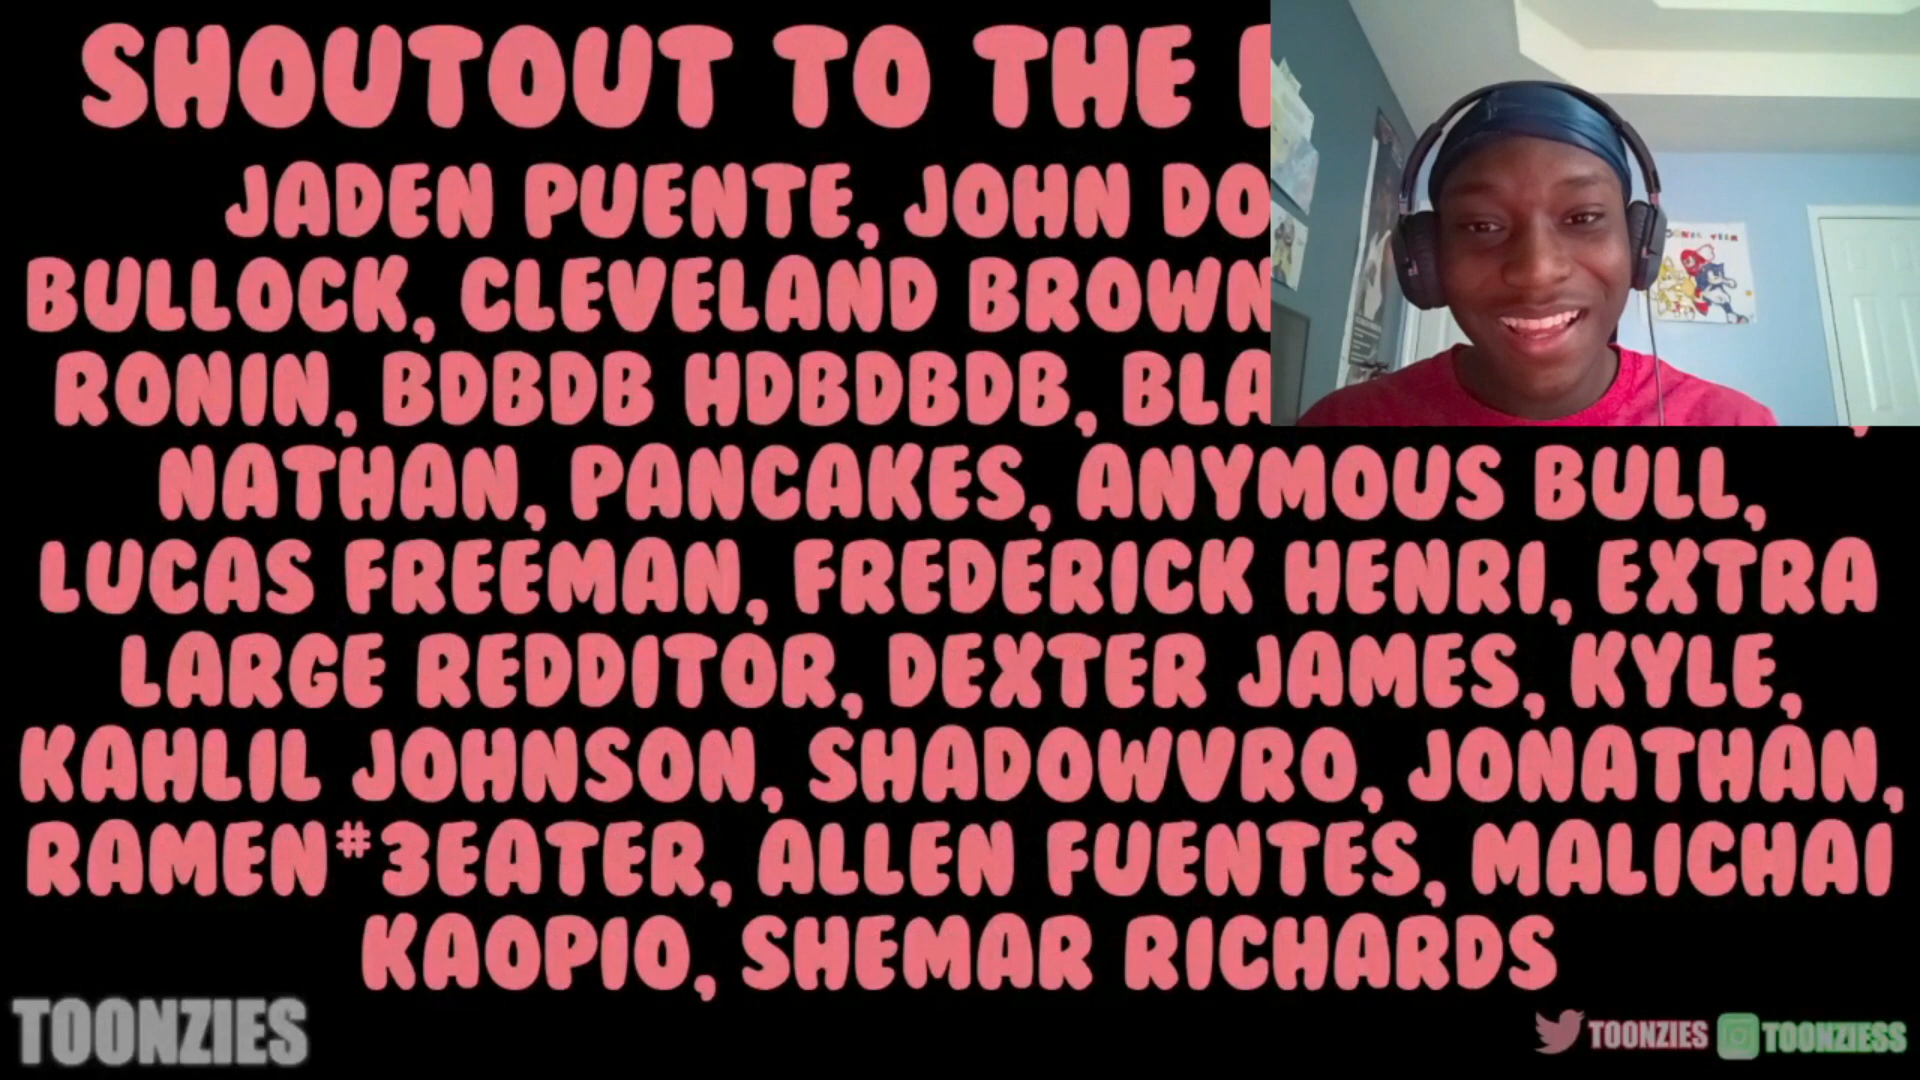 SHOUTOUT TO THE
JADEN PUENTE, JOHN DO
BULLOCK, CLEVELAND BROWN
RONIN, BDBDB HDBDBDB, BLA
NATHAN, PANCAKES, ANYMOUS BULL,
LUCAS FREEMAN, FREDERICK HENRI, EXTRA
LARGE REDDITOR, DEXTER JAMES, KYLE,
KAHLIL JOHNSON, SHADOWVRO, JONATHAN,
RAMEN#3EATER, ALLEN FUENTES, MALICHAI
KAOPIO, SHEMAR RICHARDS
TOONZIES
TOONZIES TOONZIESS